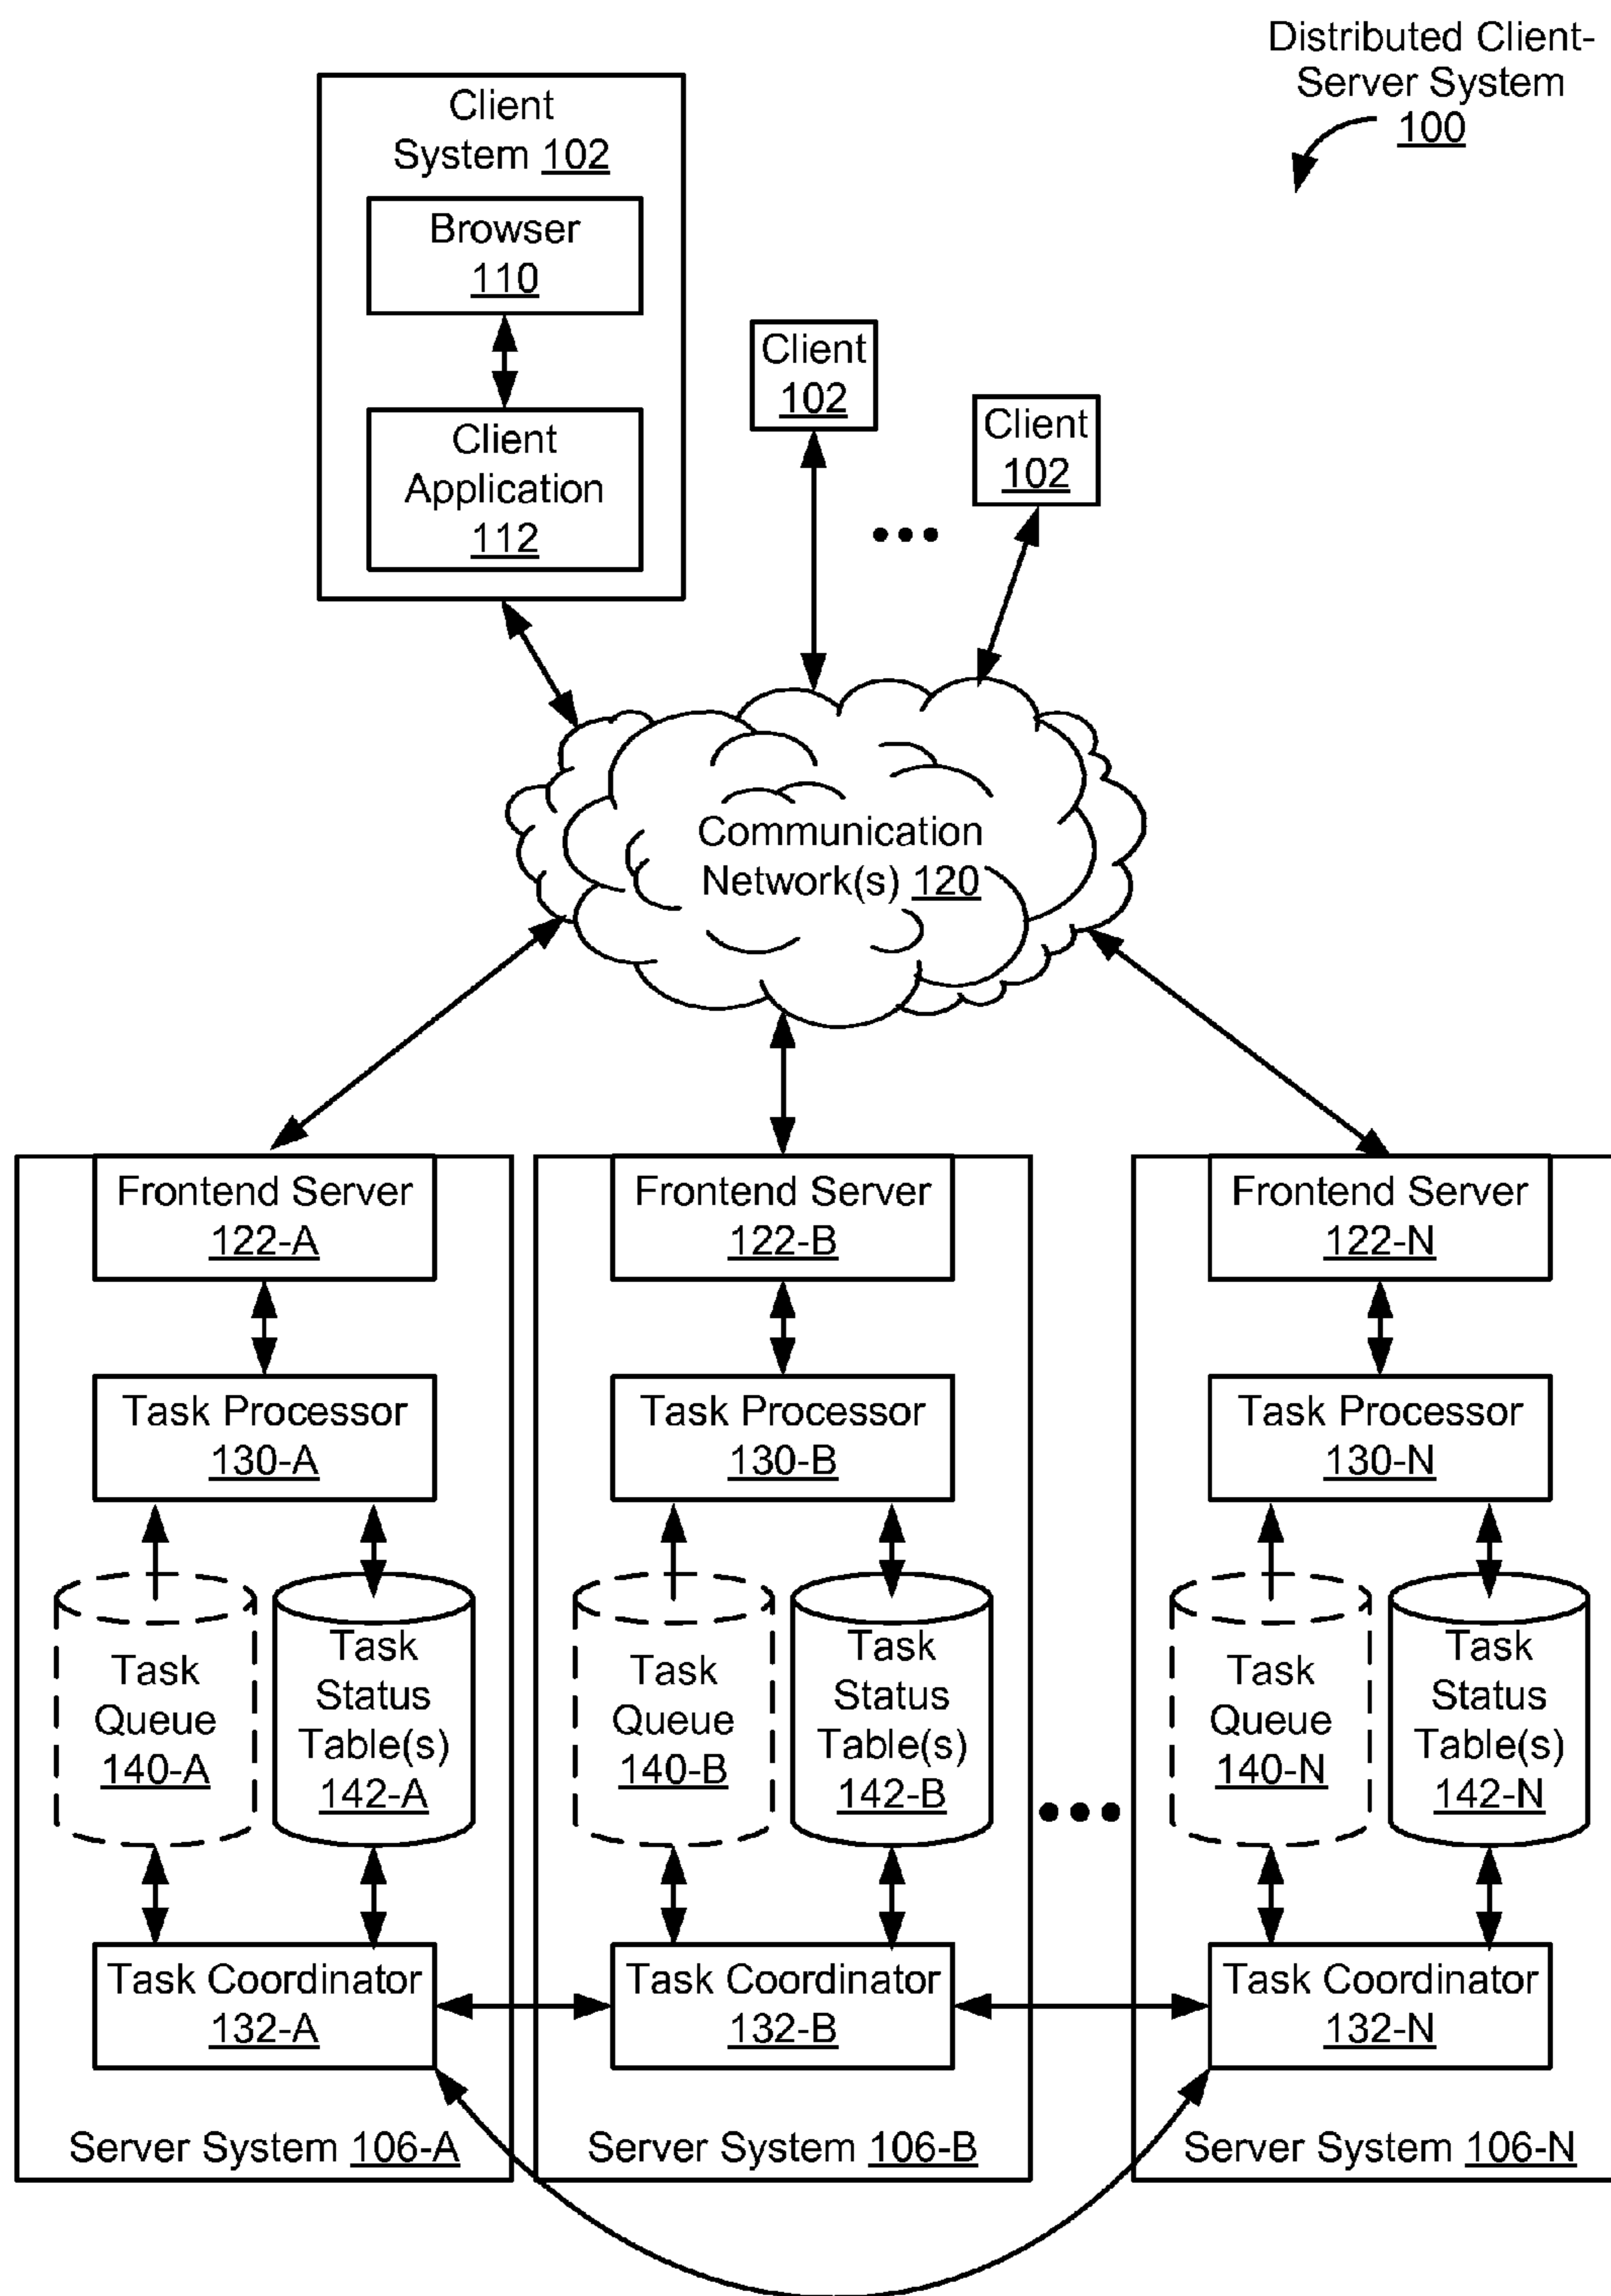 Distributed Client-
Server System
100
Client
System 102
Browser
110
Client
Application
112
Client
102
Client
102
Communication
Network(s) 120
Frontend Server
122-A
Task Processor
130-A
Task
Queue
140-A
Task
Status
Table(s)
142-A
Task Coordinator
132-A
Server System 106-A
Frontend Server
122-B
Task Processor
130-B
Task
Queue
140-B
Task
Status
Table(s)
142-B
Task Coordinator
132-B
Server System 106-B
Frontend Server
122-N
Task Processor
130-N
Task
Queue
140-N
Task
Status
Table(s)
142-N
Task Coordinator
132-N
Server System 106-N